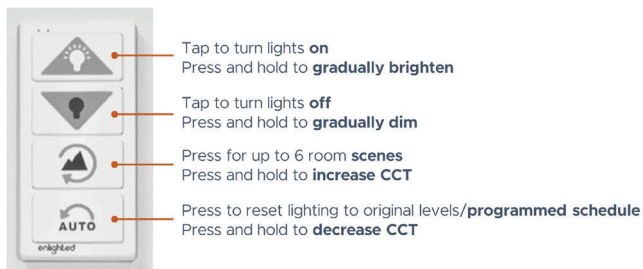 Tap to turn lights on
Press and hold to gradually brighten
Tap to turn lights off
Press and hold to gradually dim
Press for up to 6 room scenes
Press and hold to increase CCT
Press to reset lighting to original levels/programmed schedule
Press and hold to decrease CCT
AUTO
enlighted